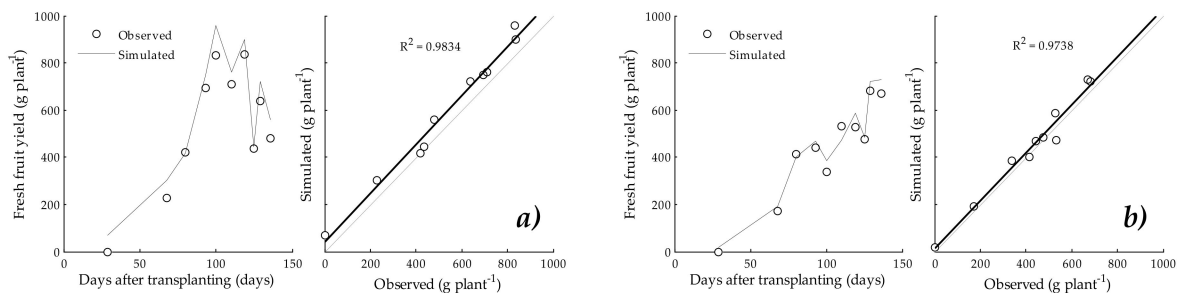 1000
800
600
400
200
0
0 50 100 150
Fresh fruit yield (g plant-1)
Days after transplanting (days)
Observed
Simulated
Simulated (g plant-1)
R2 = 0.9834
a)
0 200 400 600 800 1000
Observed (g plant-1)
1000
800
600
400
200
0
0 50 100 150
Fresh fruit yield (g plant-1)
Days after transplanting (days)
Observed
Simulated
Simulated (g plant-1)
R2 = 0.9738
b)
0 200 400 600 800 1000
Observed (g plant-1)